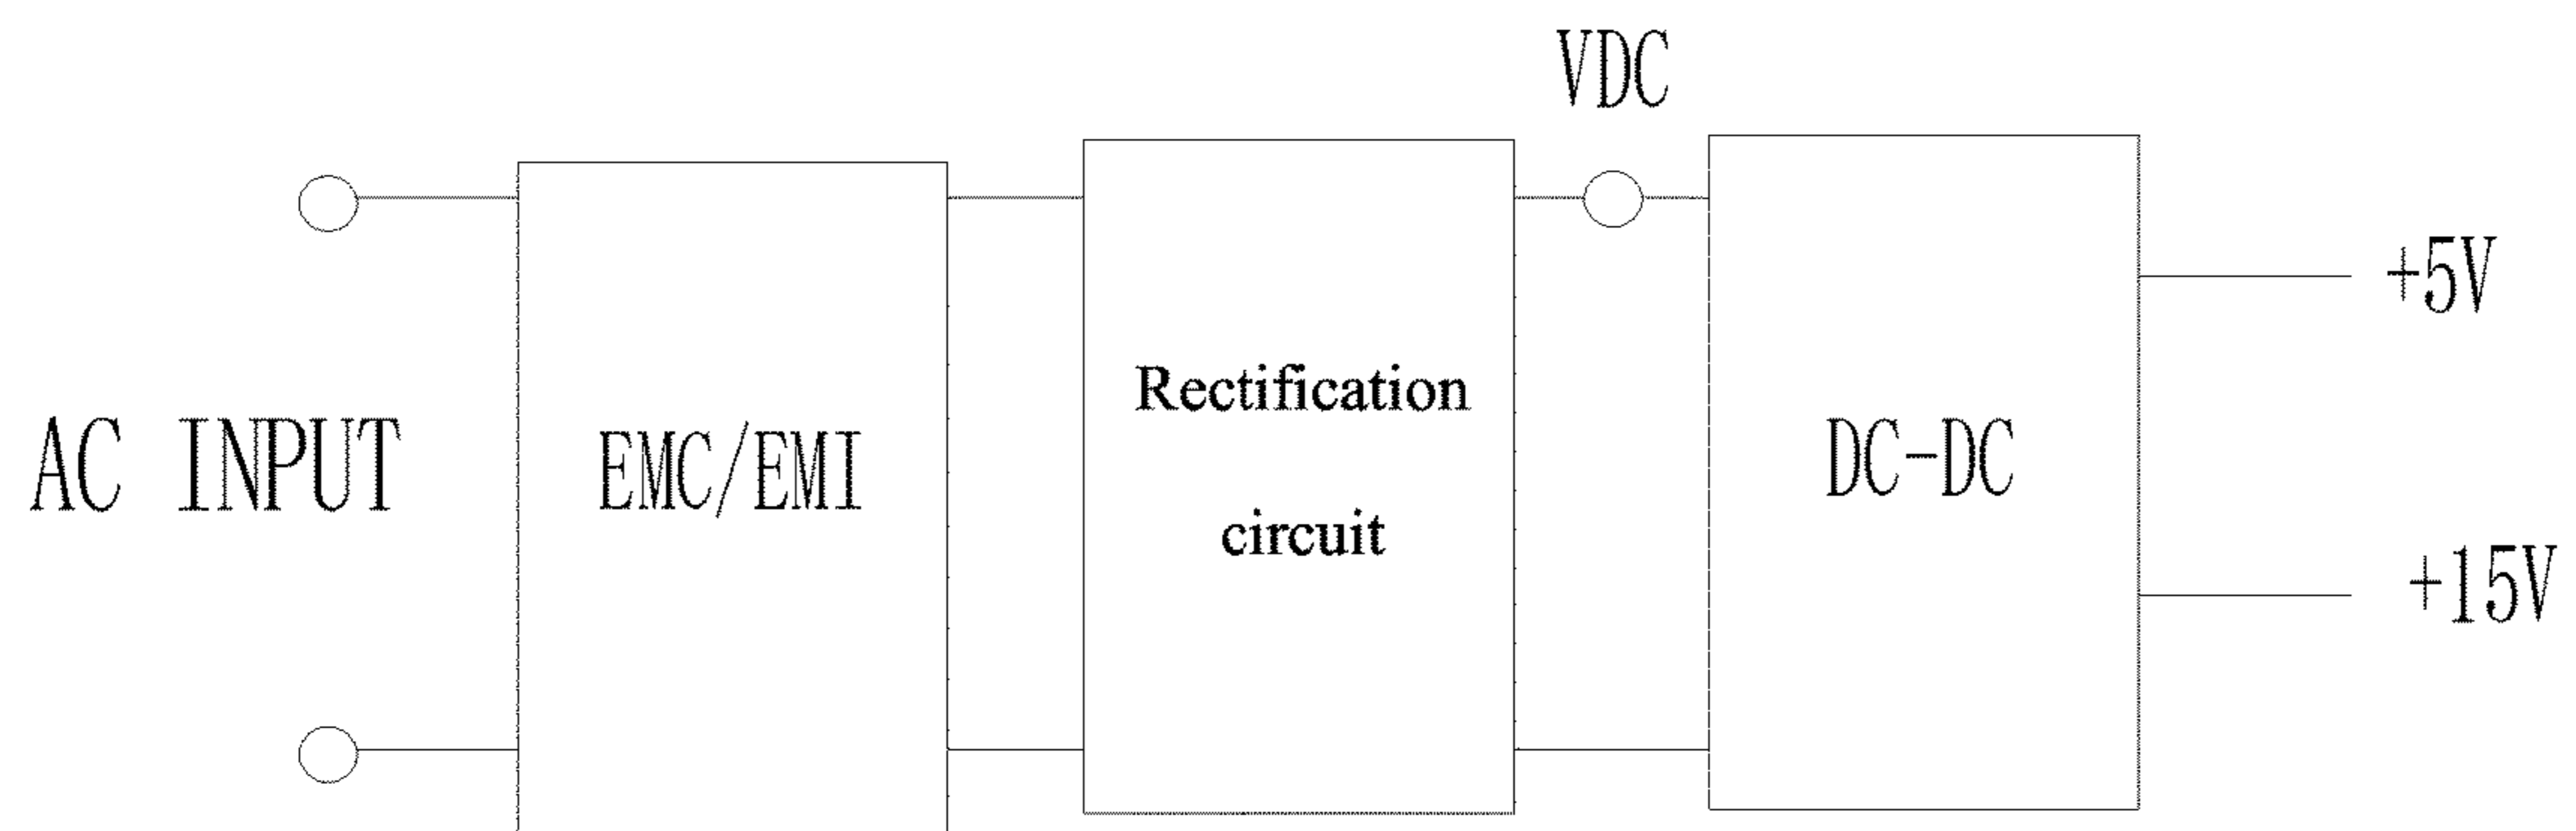 VDC
+5V
AC INPUT
EMC/EMI
Rectification
circuit
DC-DC
+15V